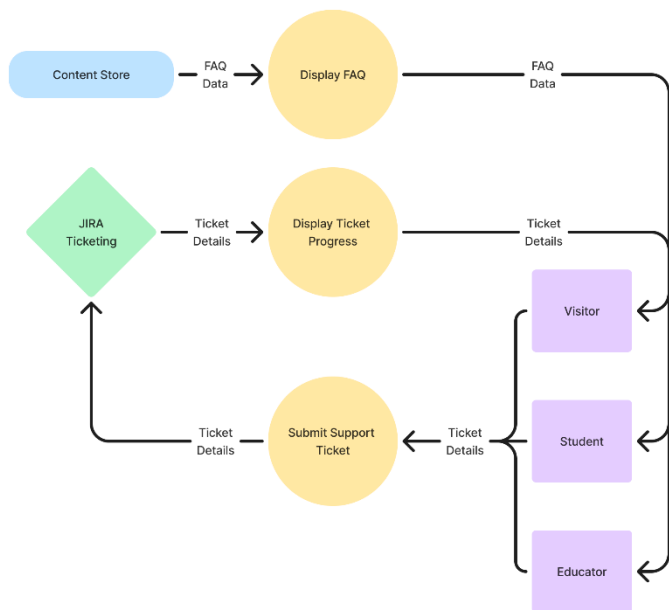 Content Store
FAQ
Data
Display FAQ
FAQ
Data
JIRA
Ticketing
Ticket
Details
Display Ticket
Progress
Ticket
Details
Visitor
Ticket
Details
Submit Support
Ticket
Ticket
Details
Student
Educator